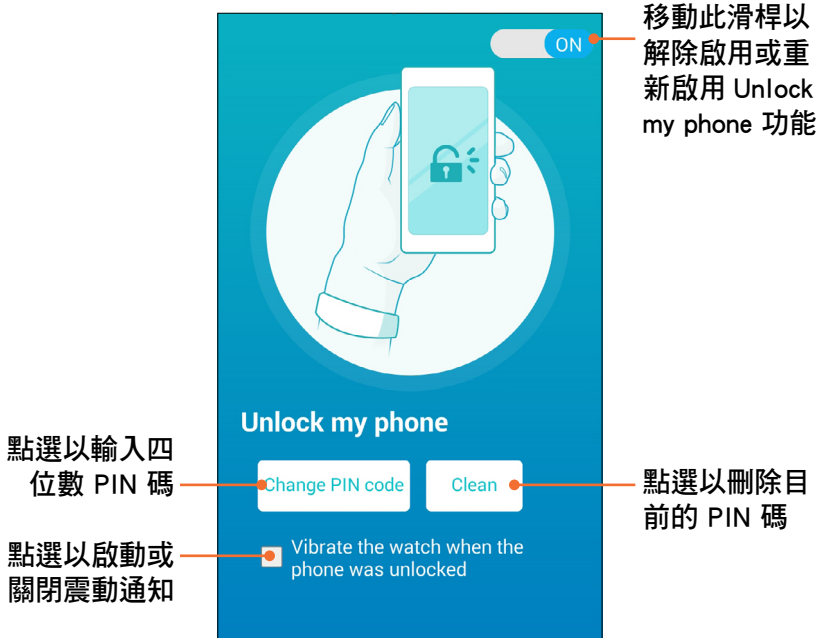 移動此滑桿以
解除啟用或重
新啟用 Unlock
my phone 功能
ON
Unlock my phone
點選以輸入四
位數 PIN 碼
Change PIN code
Clean
點選以刪除目
前的 PIN 碼
點選以啟動或
關閉震動通知
Vibrate the watch when the
phone was unlocked